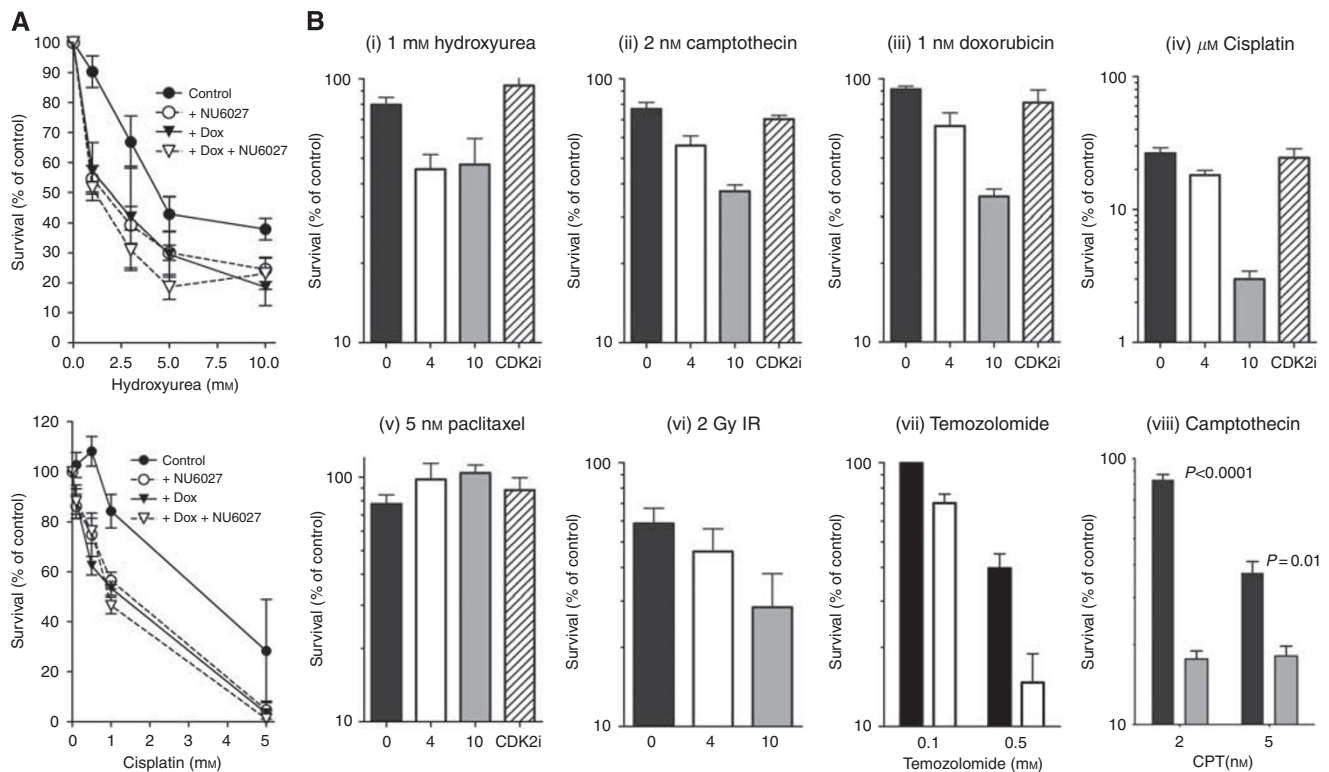 A
Survival (% of control)
100
90
80
70
60
50
40
30
20
10
0
Control
+ NU6027
+ Dox
+ Dox + NU6027
0.0 2.5 5.0 7.5 10.0
Hydroxyurea (mM)
Survival (% of control)
120
100
80
60
40
20
0
Control
+ NU6027
+ Dox
+ Dox + NU6027
0 1 2 3 4 5
Cisplatin (mM)
B
(i) 1 mM hydroxyurea
Survival (% of control)
100
10
0 4 10 CDK2i
(ii) 2 nM camptothecin
Survival (% of control)
100
10
0 4 10 CDK2i
(iii) 1 nM doxorubicin
Survival (% of control)
100
10
0 4 10 CDK2i
(iv) μM Cisplatin
Survival (% of control)
100
10
1
0 4 10 CDK2i
(v) 5 nM paclitaxel
Survival (% of control)
100
10
0 4 10 CDK2i
(vi) 2 Gy IR
Survival (% of control)
100
10
0 4 10
(vii) Temozolomide
Survival (% of control)
100
10
0.1 0.5
Temozolomide (mM)
(viii) Camptothecin
Survival (% of control)
100
10
P<0.0001
P=0.01
2 5
CPT(nM)